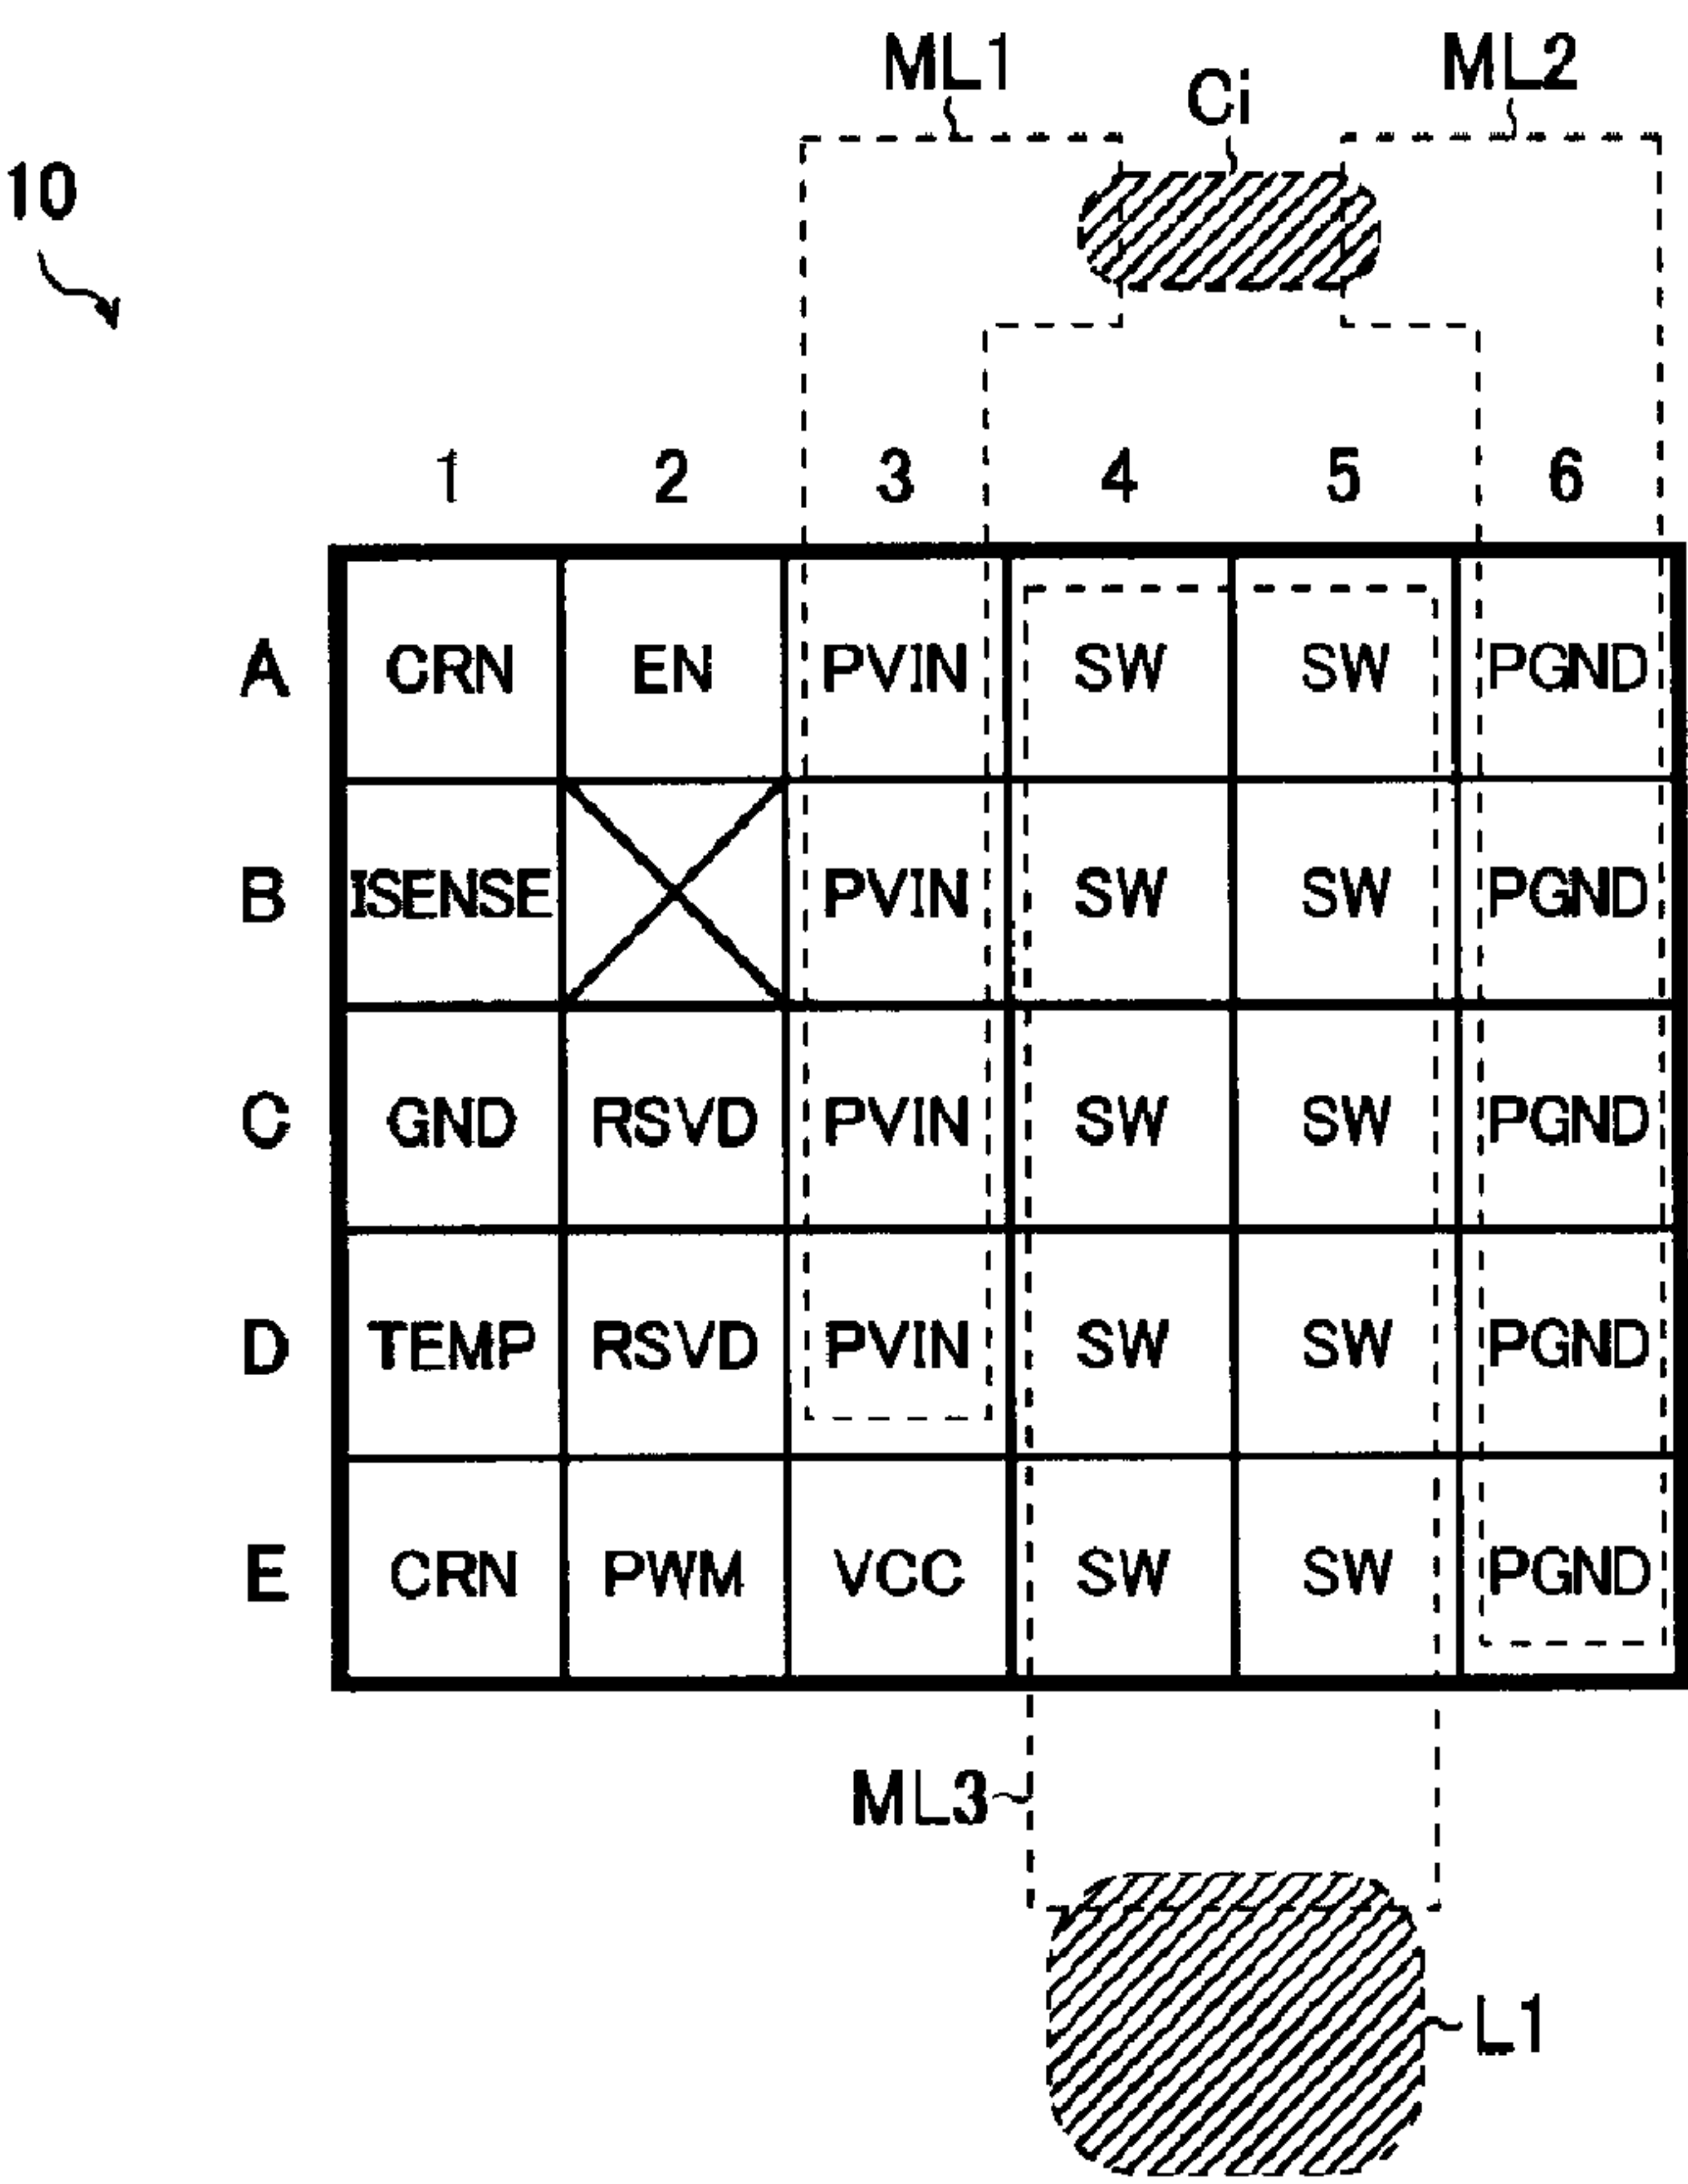 ML1 Ci ML2
10
1 2 3 4 5 6
A CRN EN PVIN SW SW PGND
B ISENSE PVIN SW SW PGND
C GND RSVD PVIN SW SW PGND
D TEMP RSVD PVIN SW SW PGND
E CRN PWM VCC SW SW PGND
ML3
L1